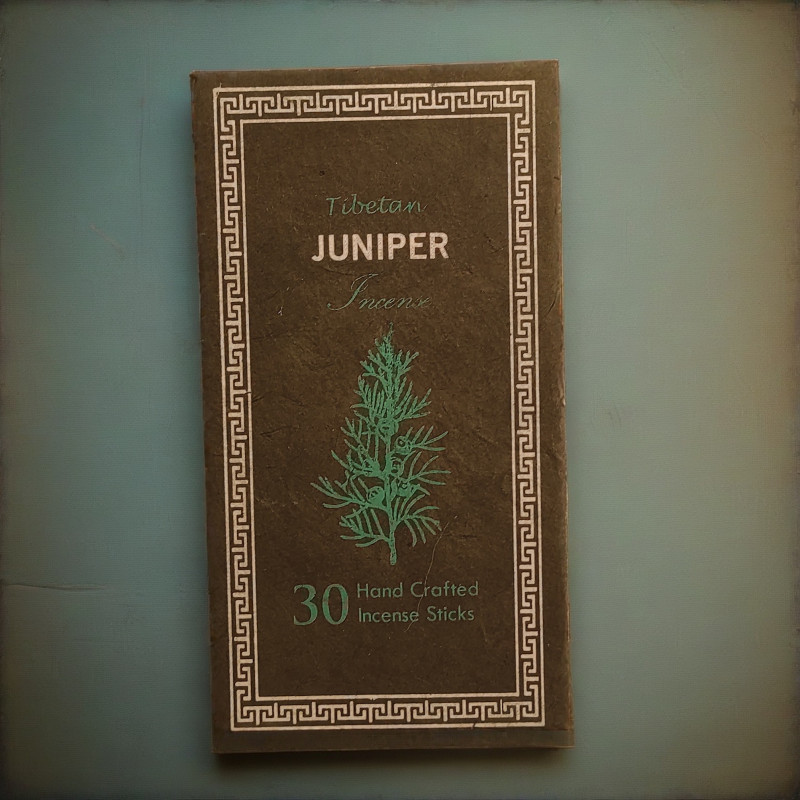 Tibetan
JUNIPER
Incense
30 Hand Crafted
Incense Sticks